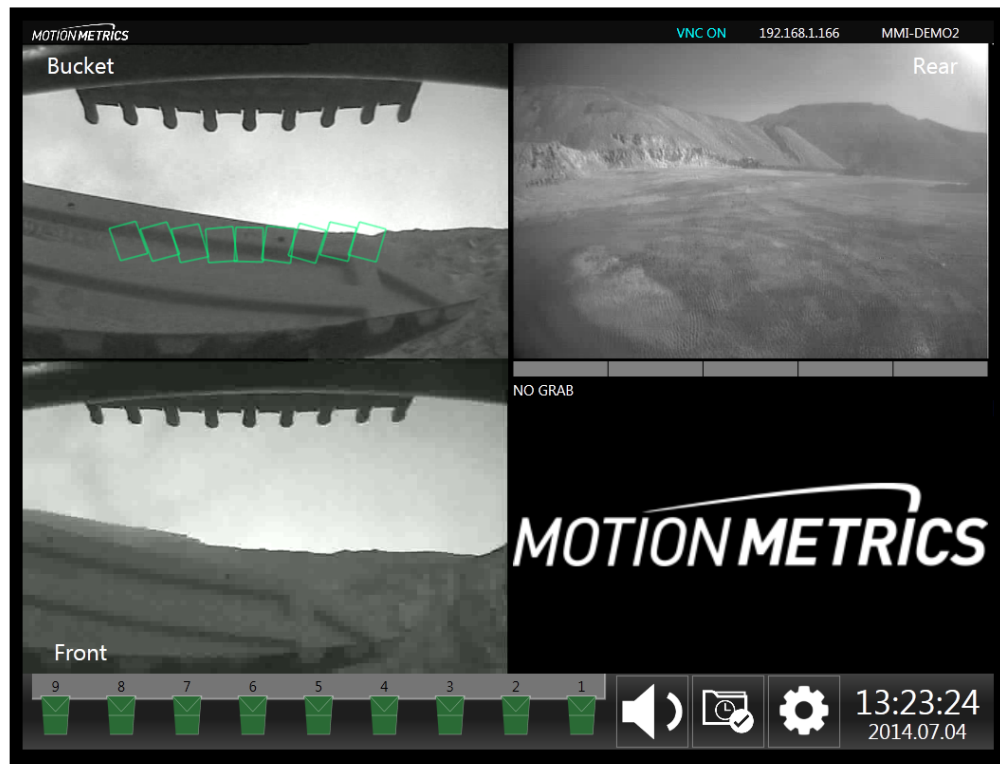 MOTION METRICS
VNC ON 192.168.1.166 MMI-DEMO2
Bucket
Rear
NO GRAB
MOTION METRICS
Front
9 8 7 6 5 4 3 2 1
13:23:24
2014.07.04